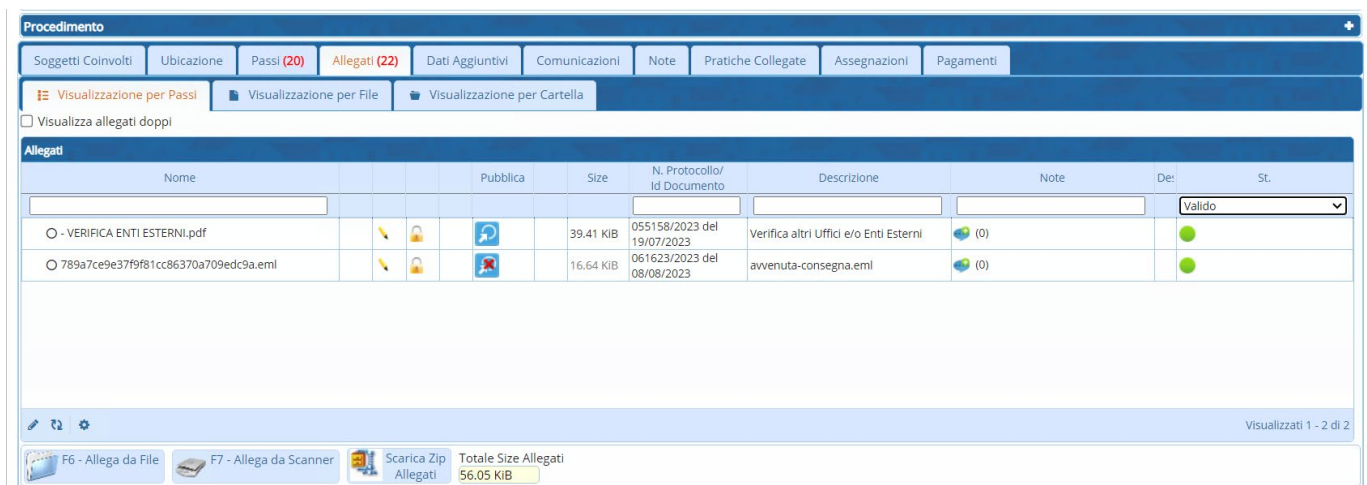 Procedimento
Soggetti Coinvolti Ubicazione Passi (20) Allegati (22) Dati Aggiuntivi Comunicazioni Note Pratiche Collegate Assegnazioni Pagamenti
Visualizzazione per Passi Visualizzazione per File Visualizzazione per Cartella
Visualizza allegati doppi
Allegati
Nome Pubblica Size N. Protocollo/ Descrizione Note De: St.
Id Documento
Valido
- VERIFICA ENTI ESTERNI.pdf 39.41 KiB 055158/2023 del Verifica altri Uffici e/o Enti Esterni (0)
19/07/2023
789a7ce9e37f9f81cc86370a709edc9a.eml 16.64 KiB 061623/2023 del avvenuta-consegna.eml (0)
08/08/2023
Visualizzati 1 - 2 di 2
F6 - Allega da File F7 - Allega da Scanner Scarica Zip Totale Size Allegati
Allegati 56.05 KiB